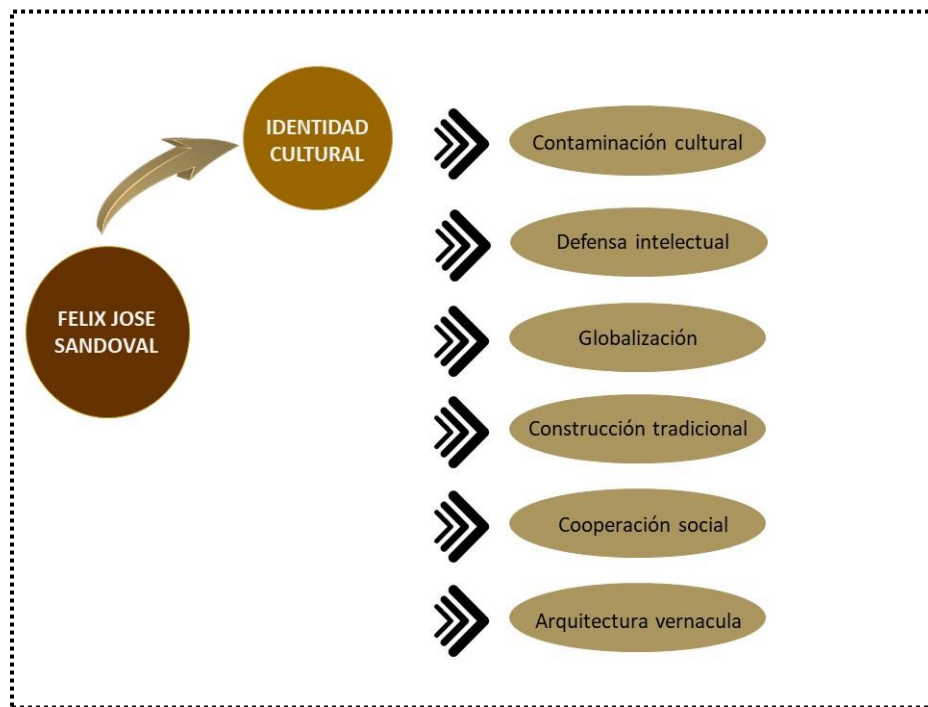 IDENTIDAD
CULTURAL
FELIX JOSE
SANDOVAL
Contaminación cultural
Defensa intelectual
Globalización
Construcción tradicional
Cooperación social
Arquitectura vernacula